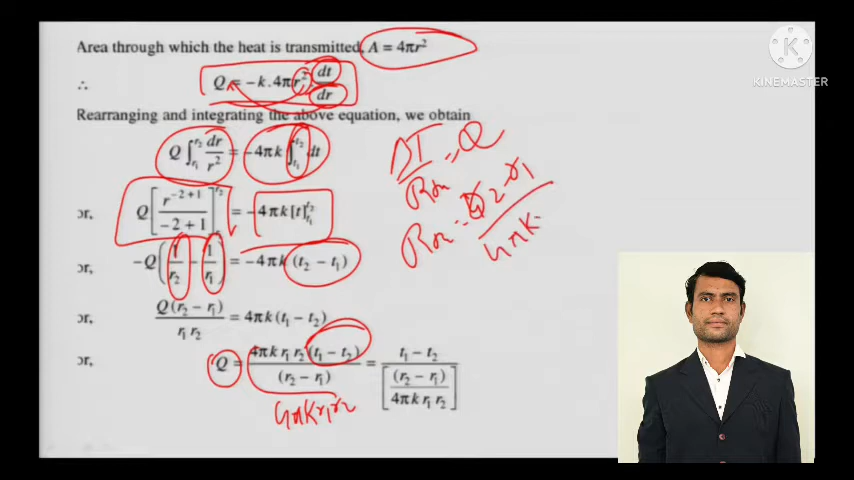 Area through which the heat is transmitted, A = 4πr²
∴ Q = −k.4πr² dt/dr
Rearranging and integrating the above equation, we obtain
Q ∫_{r₁}^{r₂} dr/r² = −4πk ∫_{t₁}^{t₂} dt
or, Q [r^{−2+1}/(−2+1)]_{r₁}^{r₂} = −4πk [t]_{t₁}^{t₂}
or, −Q(1/r₂ − 1/r₁) = −4πk (t₂ − t₁)
or, Q(r₂ − r₁)/r₁ r₂ = 4πk (t₁ − t₂)
or, Q = 4πk r₁ r₂ (t₁ − t₂)/(r₂ − r₁) = t₁ − t₂/[(r₂ − r₁)/4πk r₁ r₂]
4πK r₁ r₂
ΔT/Rth = Q
Rth = r₂ − r₁/4πK
K
KINEMASTER